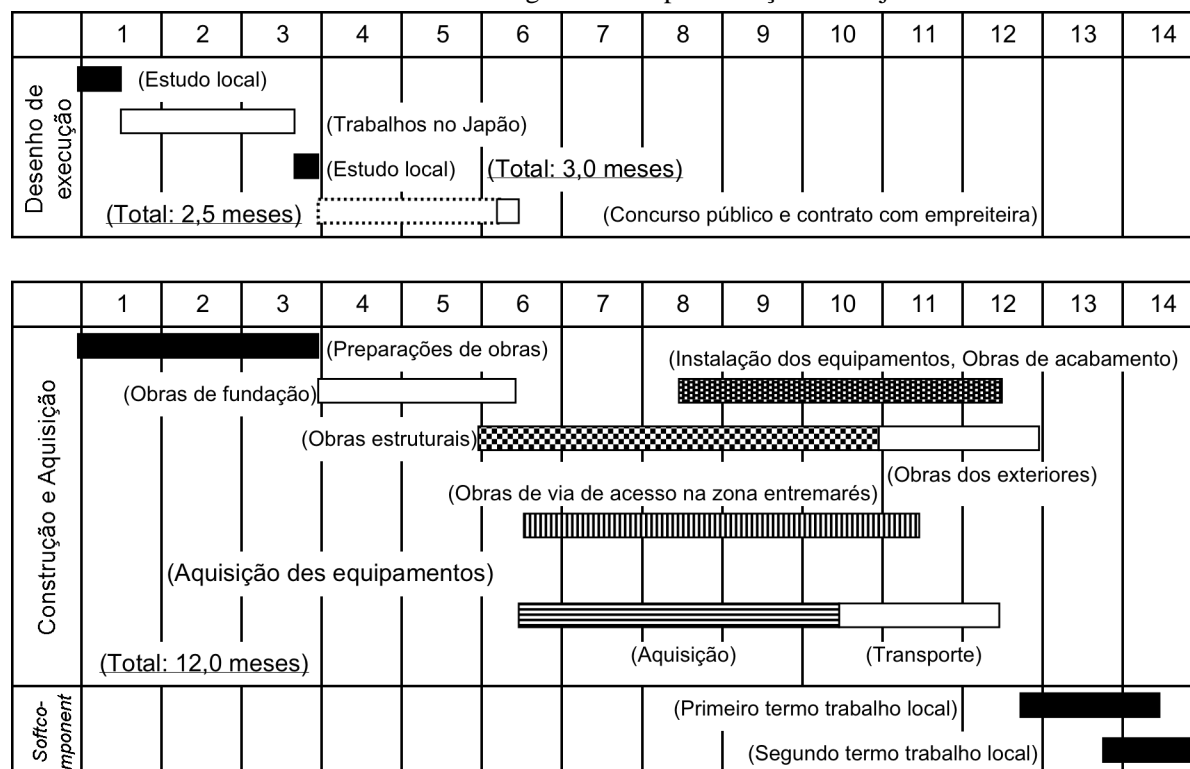 1 2 3 4 5 6 7 8 9 10 11 12 13 14
Desenho de
execução
(Estudo local)
(Trabalhos no Japão)
(Estudo local) (Total: 3,0 meses)
(Total: 2,5 meses) (Concurso público e contrato com empreiteira)
1 2 3 4 5 6 7 8 9 10 11 12 13 14
Construção e Aquisição
(Preparações de obras)
(Instalação dos equipamentos, Obras de acabamento)
(Obras de fundação)
(Obras estruturais)
(Obras dos exteriores)
(Obras de via de acesso na zona entremarés)
(Aquisição des equipamentos)
(Aquisição) (Transporte)
(Total: 12,0 meses)
Softco-
mponent
(Primeiro termo trabalho local)
(Segundo termo trabalho local)